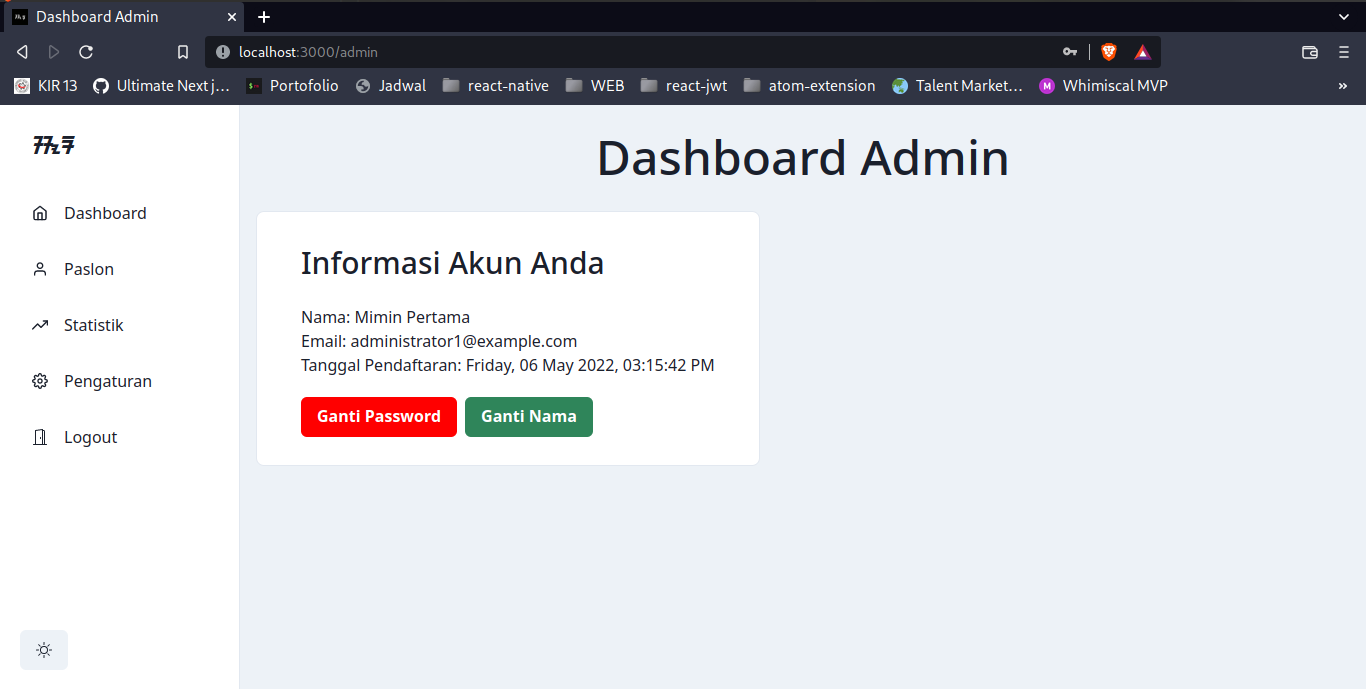 Dashboard Admin
localhost:3000/admin
KIR 13
Ultimate Next j…
Portofolio
Jadwal
react-native
WEB
react-jwt
atom-extension
Talent Market…
M
Whimiscal MVP
»
Dashboard
Paslon
Statistik
Pengaturan
Logout
Dashboard Admin
Informasi Akun Anda
Nama: Mimin Pertama
Email: administrator1@example.com
Tanggal Pendaftaran: Friday, 06 May 2022, 03:15:42 PM
Ganti Password
Ganti Nama